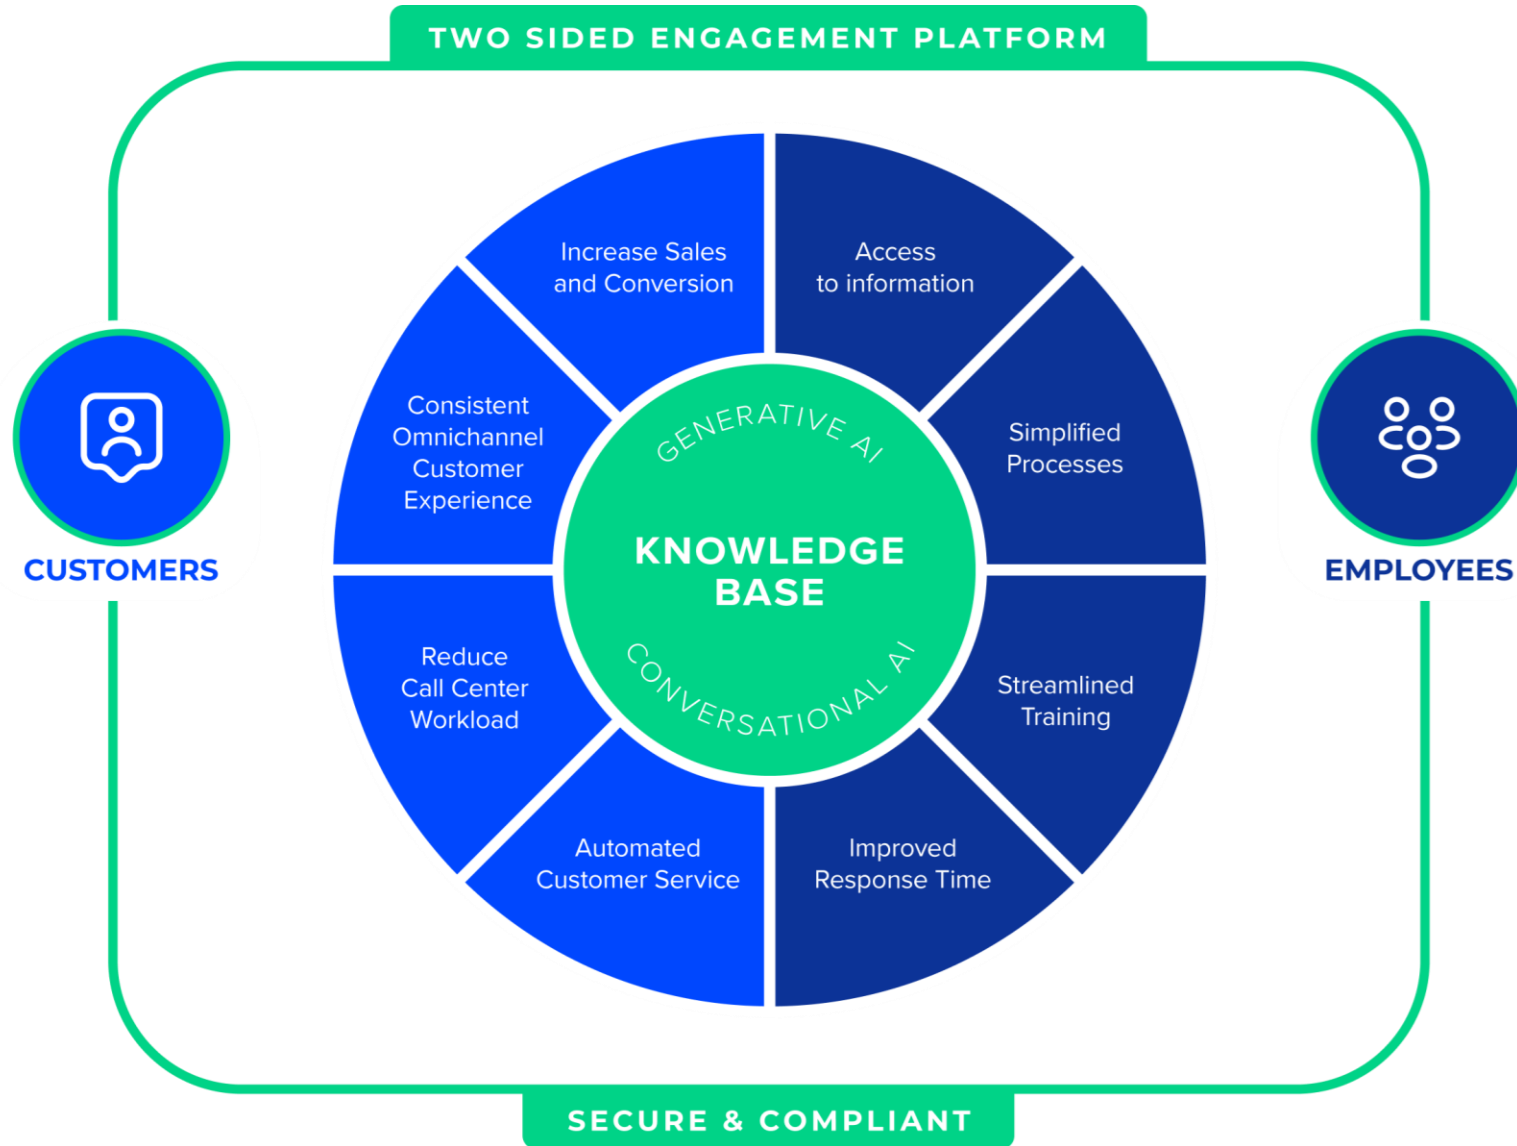 TWO SIDED ENGAGEMENT PLATFORM
Increase Sales
and Conversion
Access
to information
Consistent
Omnichannel
Customer
Experience
Simplified
Processes
GENERATIVE AI
KNOWLEDGE
BASE
CONVERSATIONAL AI
CUSTOMERS
EMPLOYEES
Reduce
Call Center
Workload
Streamlined
Training
Automated
Customer Service
Improved
Response Time
SECURE & COMPLIANT